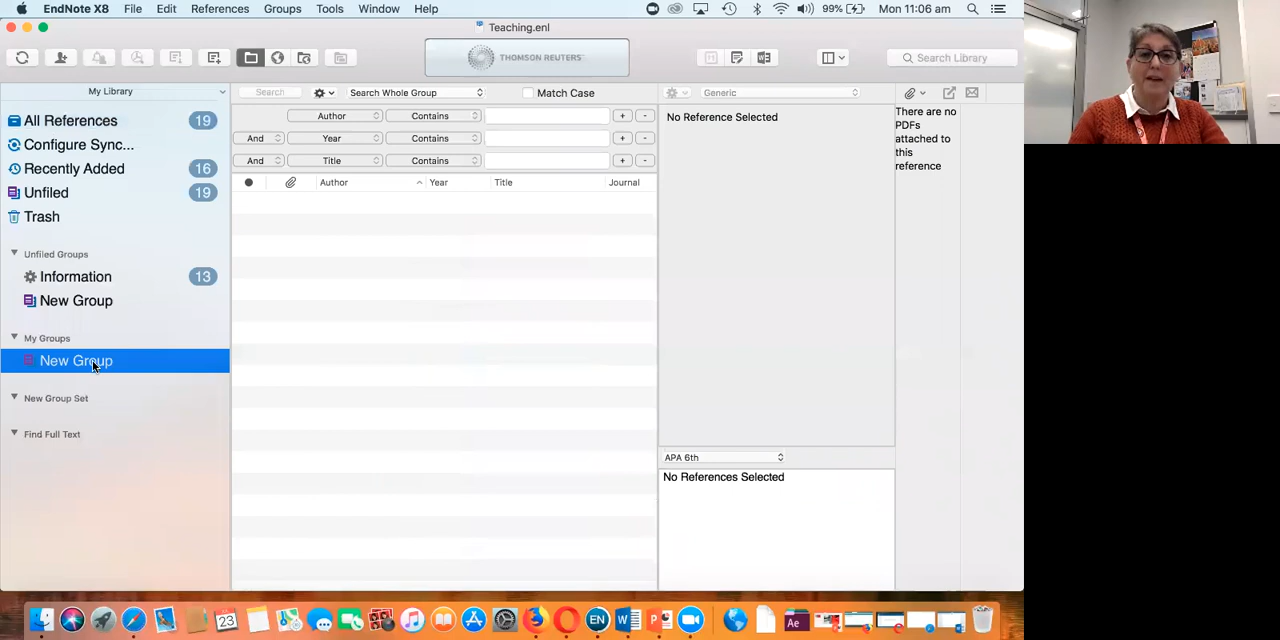 EndNote X8 File Edit References Groups Tools Window Help 99% Mon 11:06 am
Teaching.enl
THOMSON REUTERS
Search Library
My Library
All References 19
Configure Sync...
Recently Added 16
Unfiled 19
Trash
Unfiled Groups
Information 13
New Group
My Groups
New Group
New Group Set
Find Full Text
Search Search Whole Group Match Case
Author Contains + -
And Year Contains + -
And Title Contains + -
Author Year Title Journal
Generic
No Reference Selected
There are no
PDFs
attached to
this
reference
APA 6th
No References Selected
23 EN W P Ae